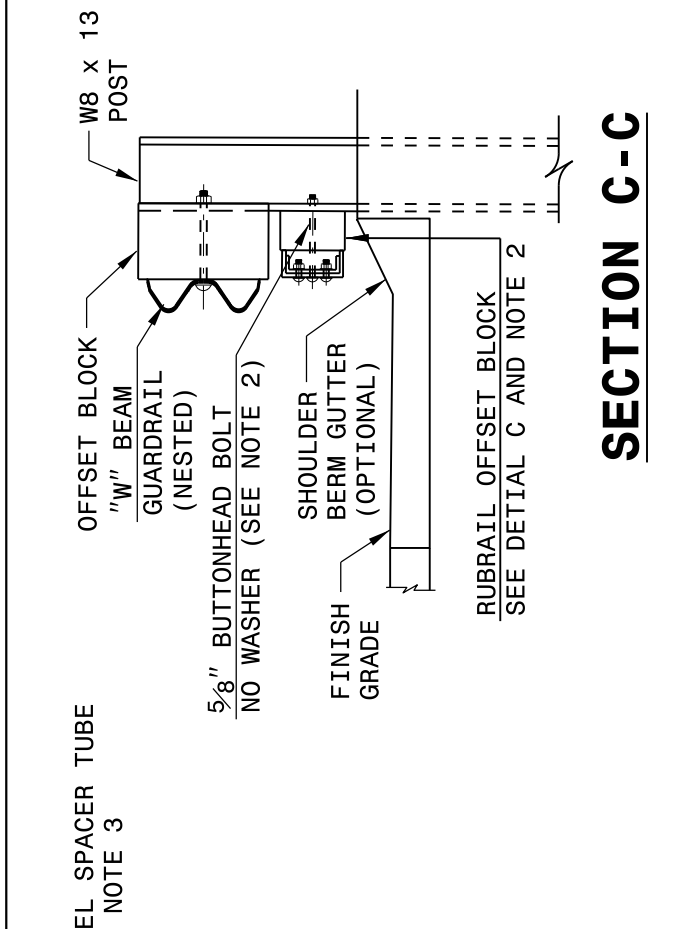 W8 x 13
POST
OFFSET BLOCK
"W" BEAM
GUARDRAIL
(NESTED)
5/8" BUTTONHEAD BOLT
NO WASHER (SEE NOTE 2)
SHOULDER
BERM GUTTER
(OPTIONAL)
FINISH
GRADE
RUBRAIL OFFSET BLOCK
SEE DETIAL C AND NOTE 2
SECTION C-C
EL SPACER TUBE
NOTE 3